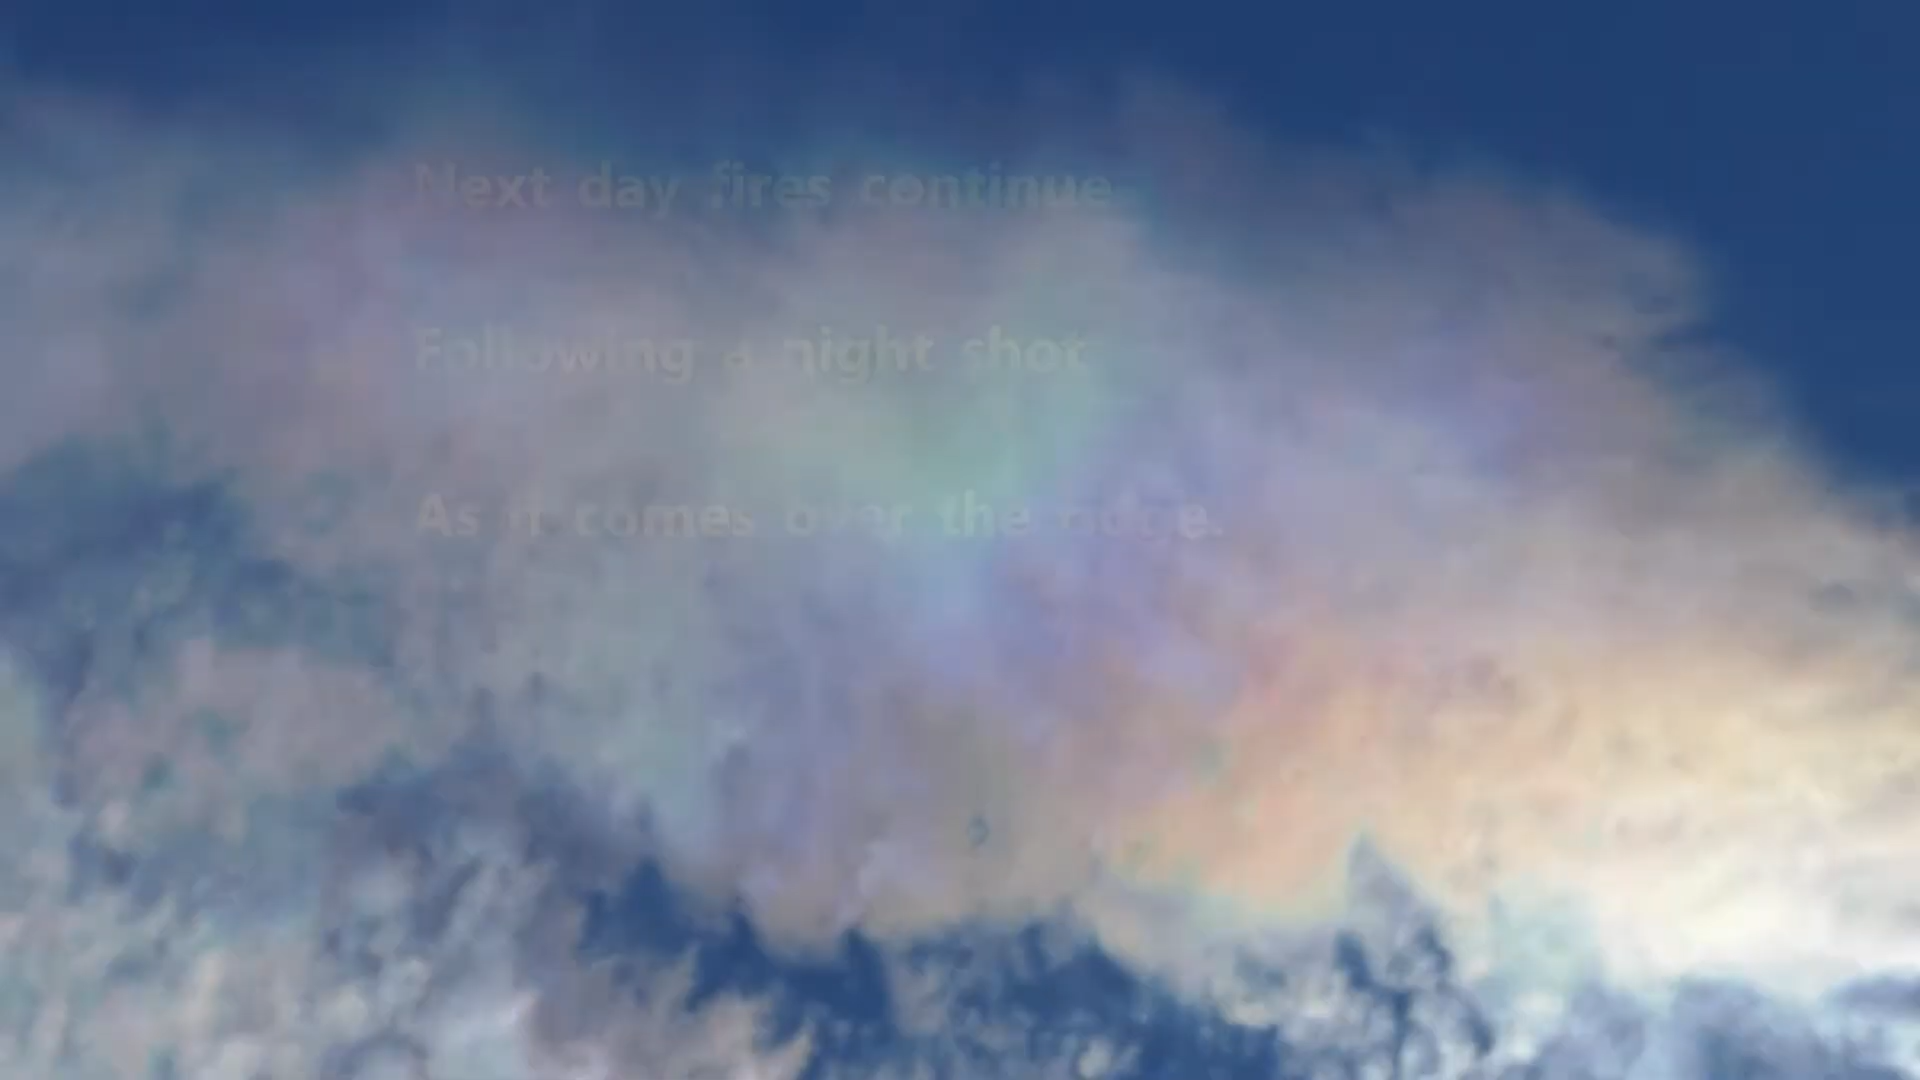 Next day fires continue
Following a night shot
As it comes over the ridge.